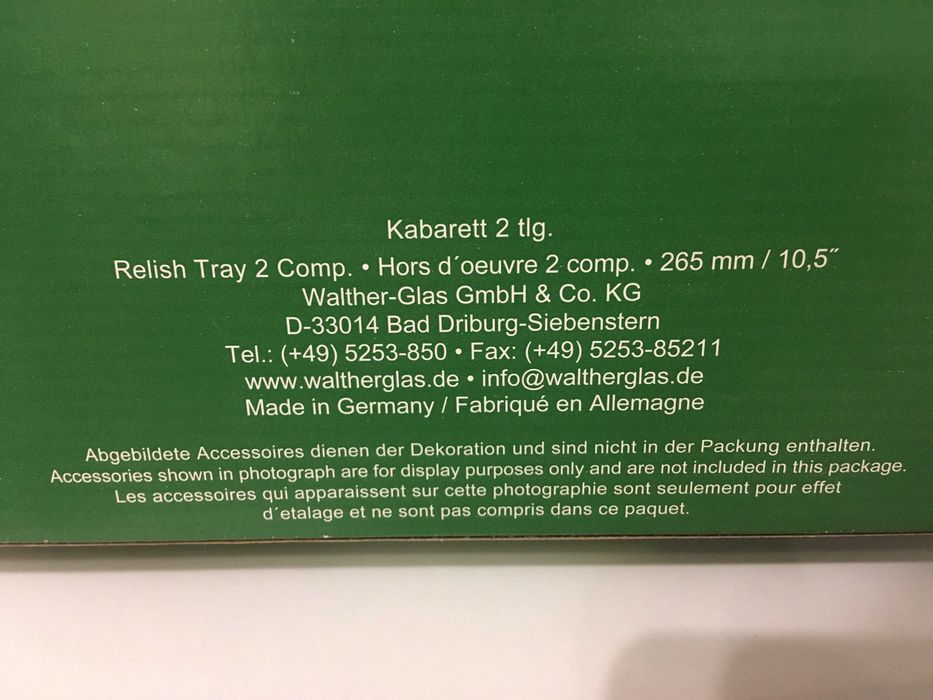 Kabarett 2 tlg.
Relish Tray 2 Comp. • Hors d´oeuvre 2 comp. • 265 mm / 10,5˝
Walther-Glas GmbH & Co. KG
D-33014 Bad Driburg-Siebenstern
Tel.: (+49) 5253-850 • Fax: (+49) 5253-85211
www.waltherglas.de • info@waltherglas.de
Made in Germany / Fabriqué en Allemagne
Abgebildete Accessoires dienen der Dekoration und sind nicht in der Packung enthalten.
Accessories shown in photograph are for display purposes only and are not included in this package.
Les accessoires qui apparaissent sur cette photographie sont seulement pour effet
d´etalage et ne sont pas compris dans ce paquet.